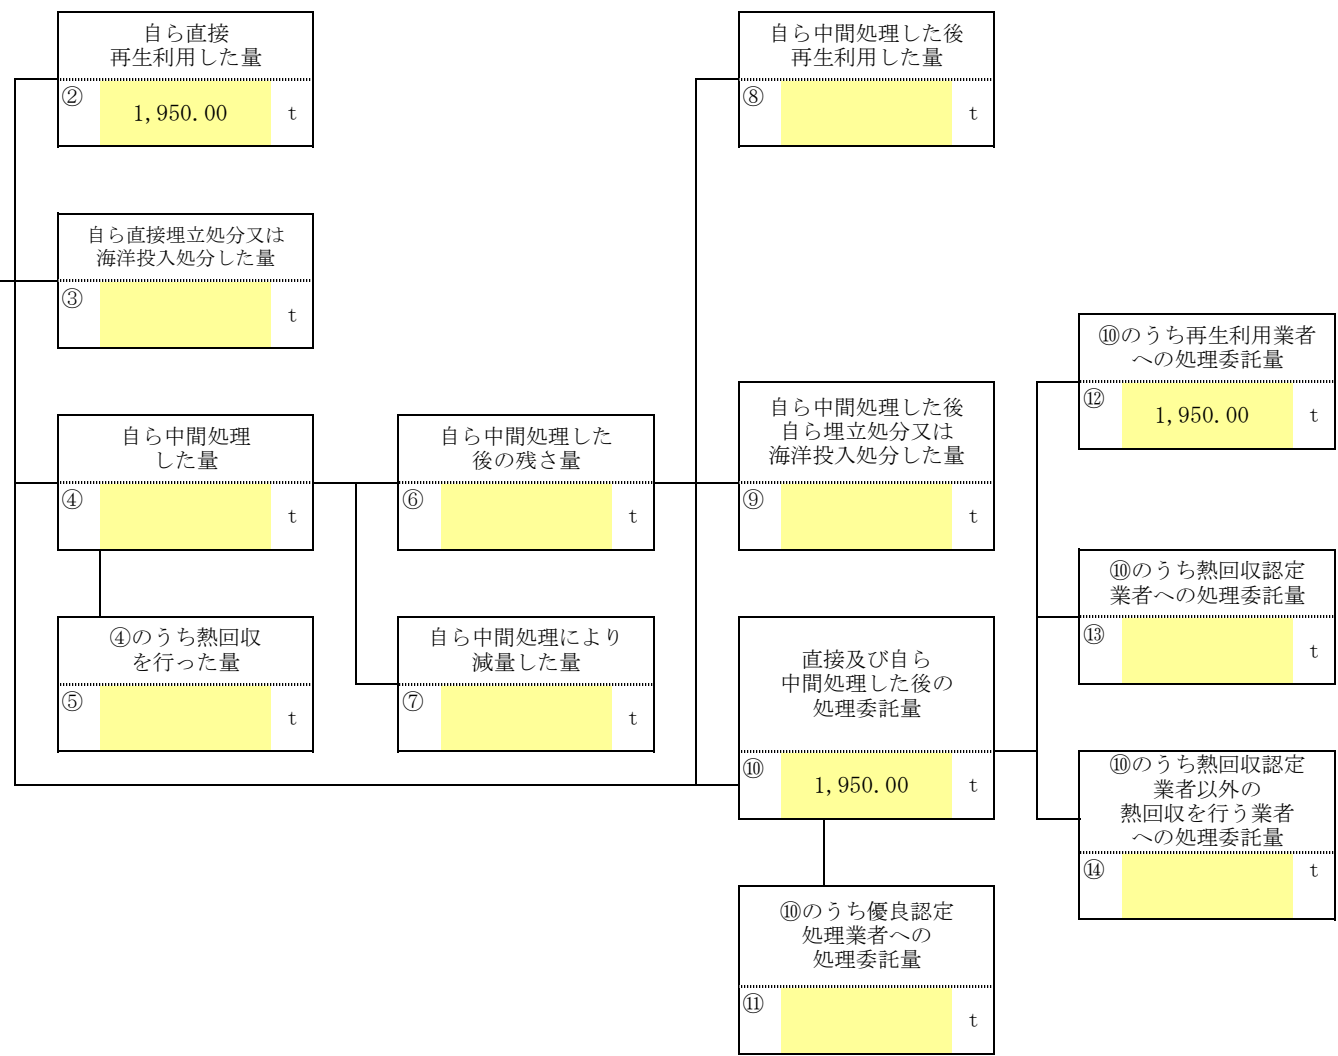 自ら直接
再生利用した量
②
1,950.00
t
自ら中間処理した後
再生利用した量
⑧
t
自ら直接埋立処分又は
海洋投入処分した量
③
t
⑩のうち再生利用業者
への処理委託量
⑫
1,950.00
t
自ら中間処理
した量
④
t
自ら中間処理した
後の残さ量
⑥
t
自ら中間処理した後
自ら埋立処分又は
海洋投入処分した量
⑨
t
⑩のうち熱回収認定
業者への処理委託量
⑬
t
④のうち熱回収
を行った量
⑤
t
自ら中間処理により
減量した量
⑦
t
直接及び自ら
中間処理した後の
処理委託量
⑩
1,950.00
t
⑩のうち熱回収認定
業者以外の
熱回収を行う業者
への処理委託量
⑭
t
⑩のうち優良認定
処理業者への
処理委託量
⑪
t